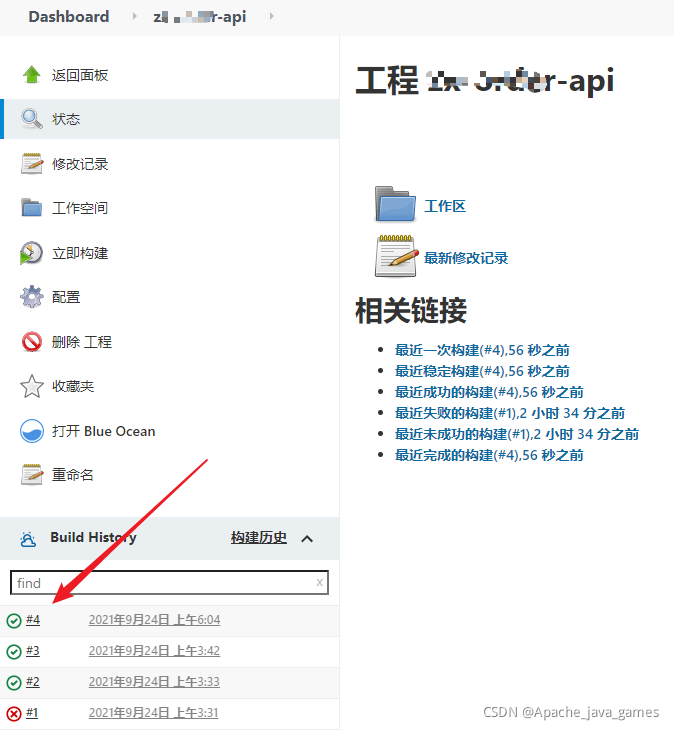 Dashboard
返回面板
状态
修改记录
工作空间
立即构建
配置
删除 工程
收藏夹
打开 Blue Ocean
重命名
Build History 构建历史
find x
#4 2021年9月24日 上午6:04
#3 2021年9月24日 上午3:42
#2 2021年9月24日 上午3:33
#1 2021年9月24日 上午3:31
工程
工作区
最新修改记录
相关链接
最近一次构建(#4),56 秒之前
最近稳定构建(#4),56 秒之前
最近成功的构建(#4),56 秒之前
最近失败的构建(#1),2 小时 34 分之前
最近未成功的构建(#1),2 小时 34 分之前
最近完成的构建(#4),56 秒之前
CSDN @Apache_java_games